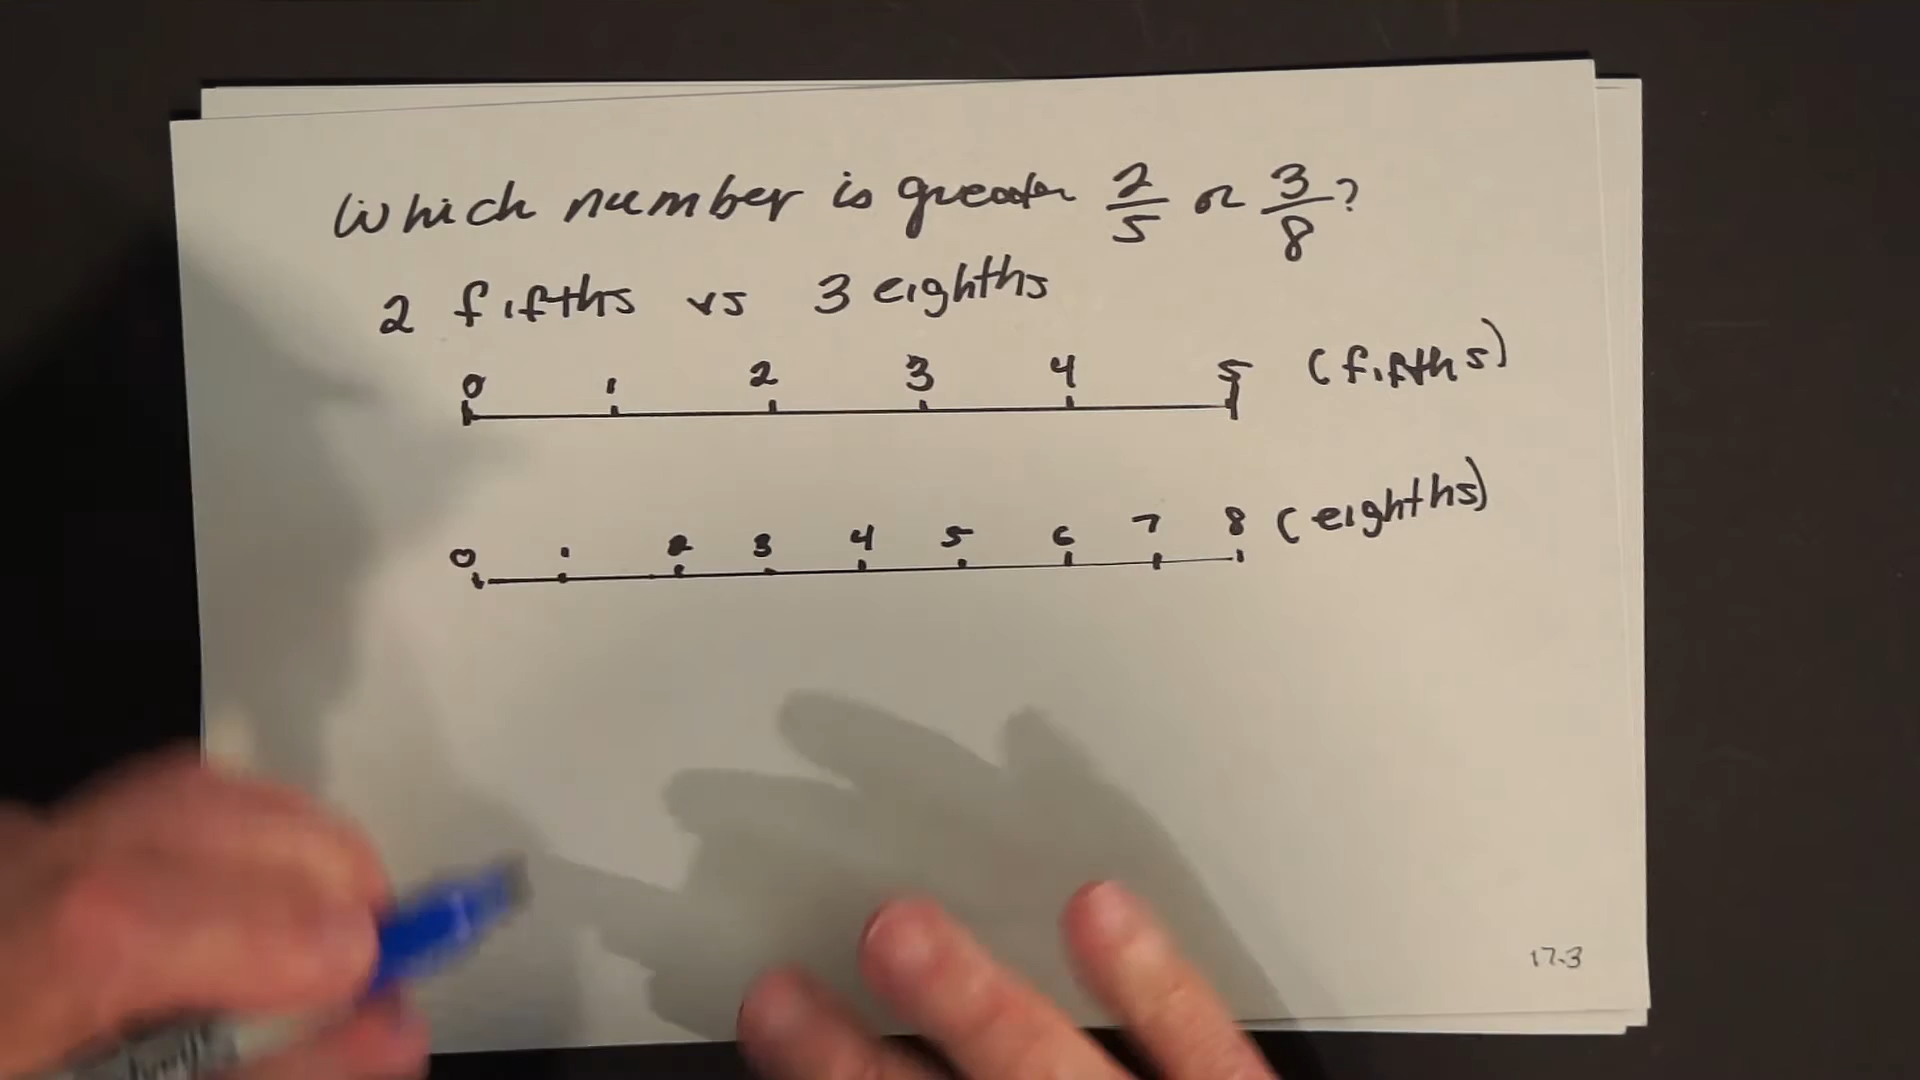 Which number is greater 2/5 or 3/8?
2 fifths vs 3 eighths
0 1 2 3 4 5 (fifths)
0 1 2 3 4 5 6 7 8 (eighths)
17.3